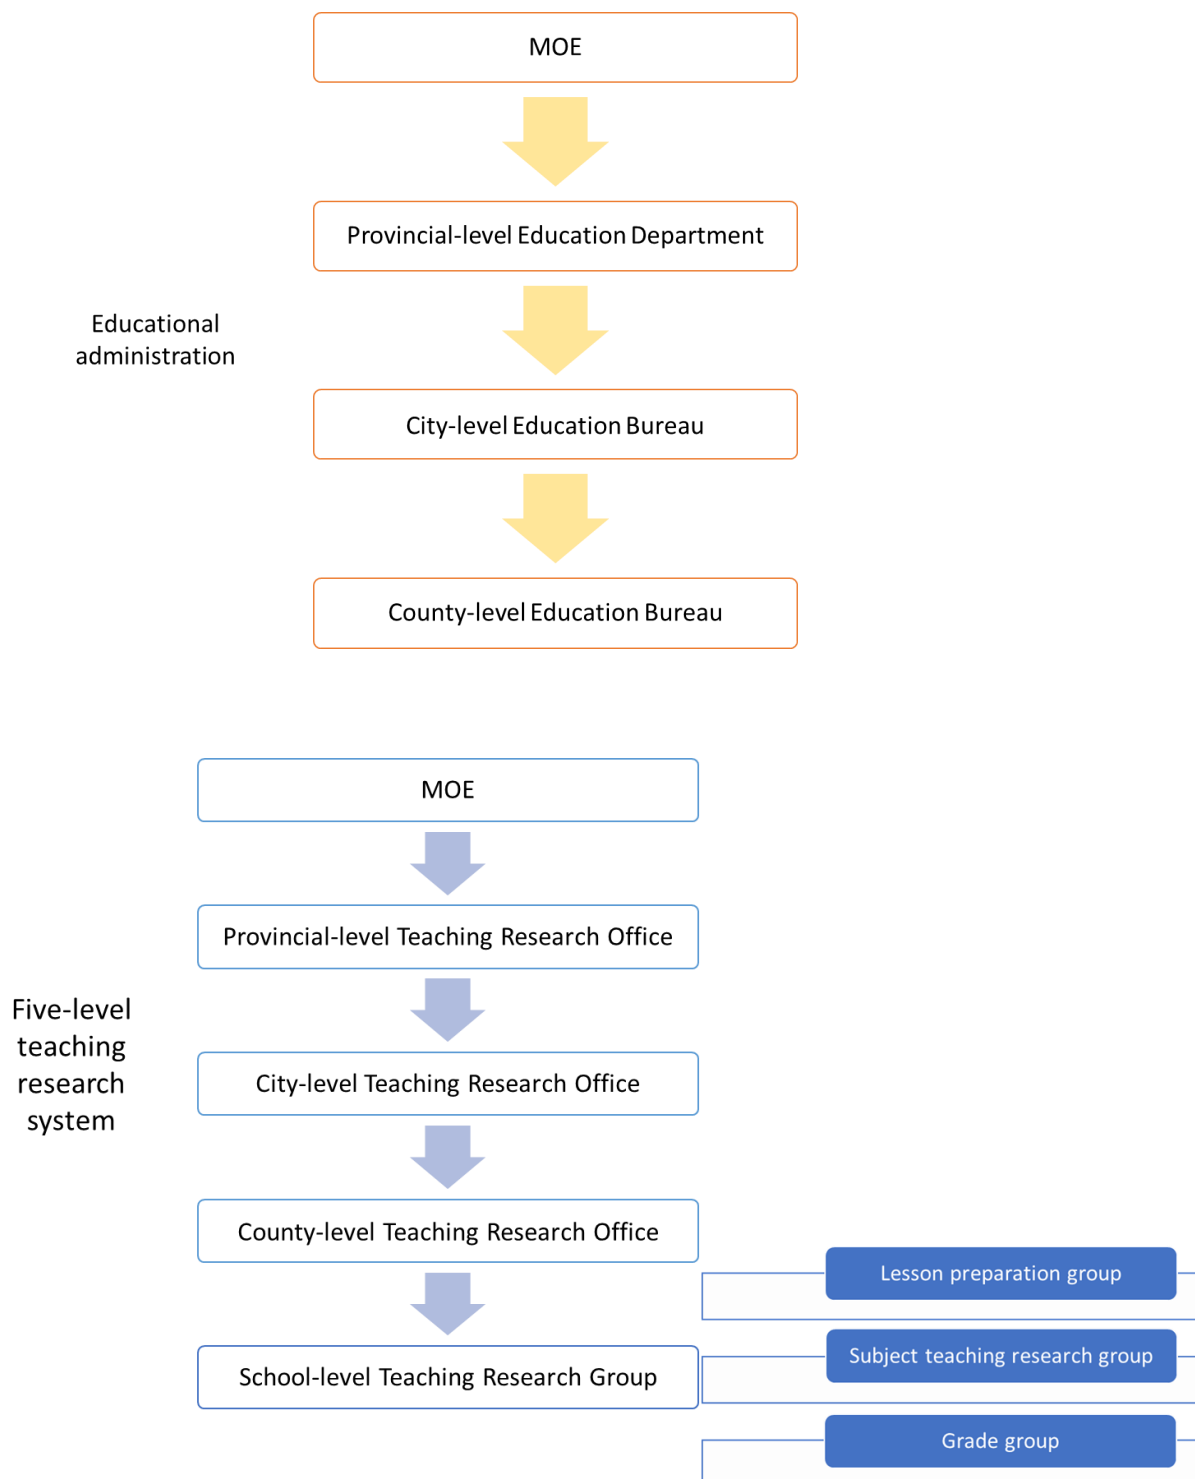 MOE
Provincial-level Education Department
Educational
administration
City-level Education Bureau
County-level Education Bureau
MOE
Provincial-level Teaching Research Office
Five-level
teaching
research
system
City-level Teaching Research Office
County-level Teaching Research Office
Lesson preparation group
Subject teaching research group
School-level Teaching Research Group
Grade group